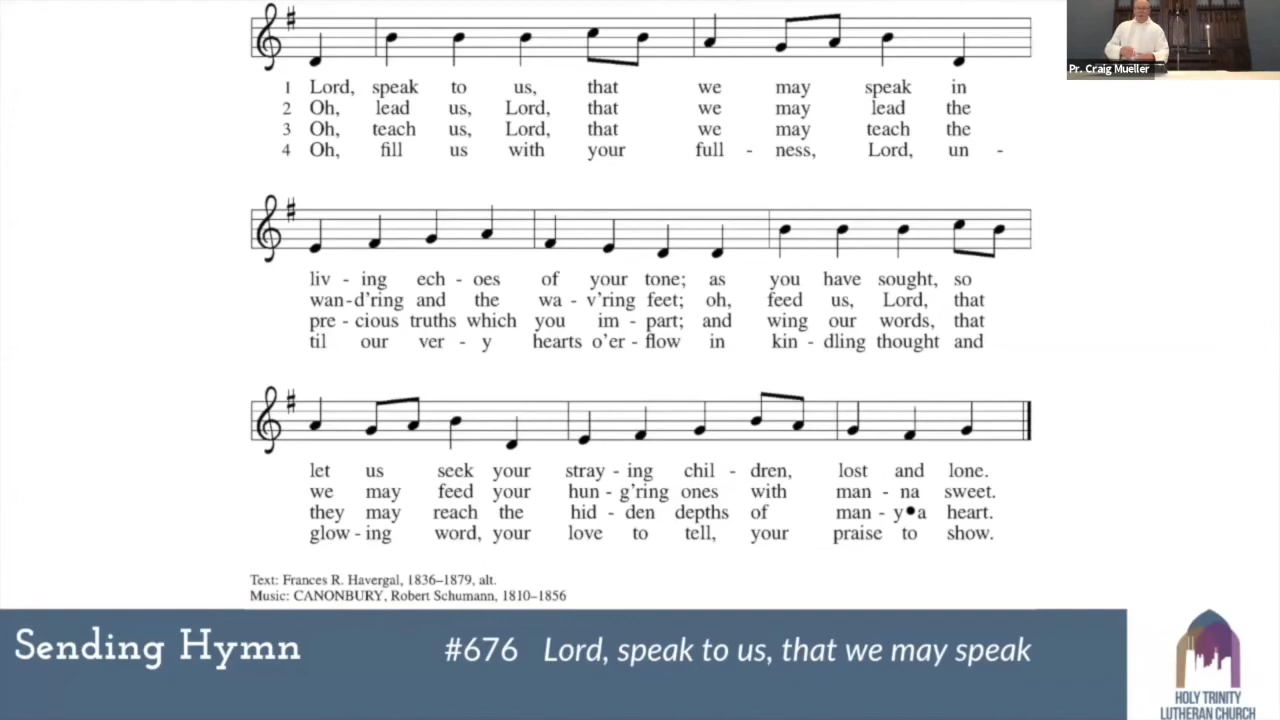 Pr. Craig Mueller
1 Lord, speak to us, that we may speak in
2 Oh, lead us, Lord, that we may lead the
3 Oh, teach us, Lord, that we may teach the
4 Oh, fill us with your full - ness, Lord, un -
liv - ing ech - oes of your tone; as you have sought, so
wan-d'ring and the wa - v'ring feet; oh, feed us, Lord, that
pre - cious truths which you im - part; and wing our words, that
til our ver - y hearts o'er - flow in kin - dling thought and
let us seek your stray - ing chil - dren, lost and lone.
we may feed your hun - g'ring ones with man - na sweet.
they may reach the hid - den depths of man - y a heart.
glow - ing word, your love to tell, your praise to show.
Text: Frances R. Havergal, 1836–1879, alt.
Music: CANONBURY, Robert Schumann, 1810–1856
Sending Hymn #676 Lord, speak to us, that we may speak
HOLY TRINITY
LUTHERAN CHURCH